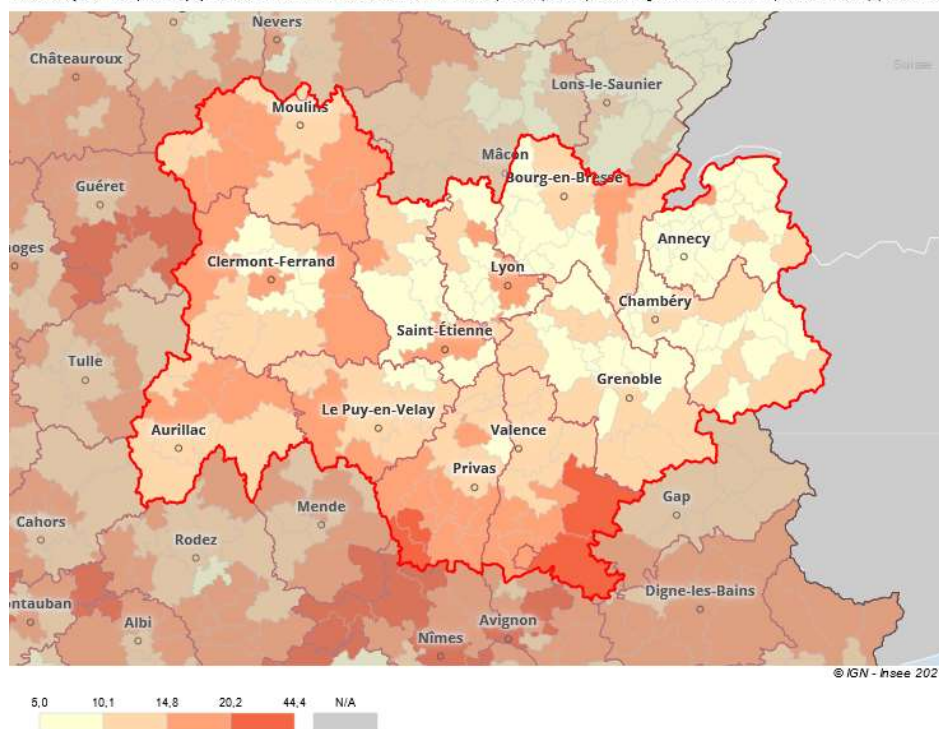 Nevers
Châteauroux
Suisse
Lons-le-Saunier
Moulins
Mâcon
Bourg-en-Bresse
Guéret
Annecy
Clermont-Ferrand
Lyon
Chambéry
Saint-Étienne
Tulle
Grenoble
Le Puy-en-Velay
Aurillac
Valence
Privas
Mende
Gap
Cahors
Rodez
Digne-les-Bains
Albi
Avignon
Nîmes
© IGN - Insee 202
5,0 10,1 14,8 20,2 44,4 N/A